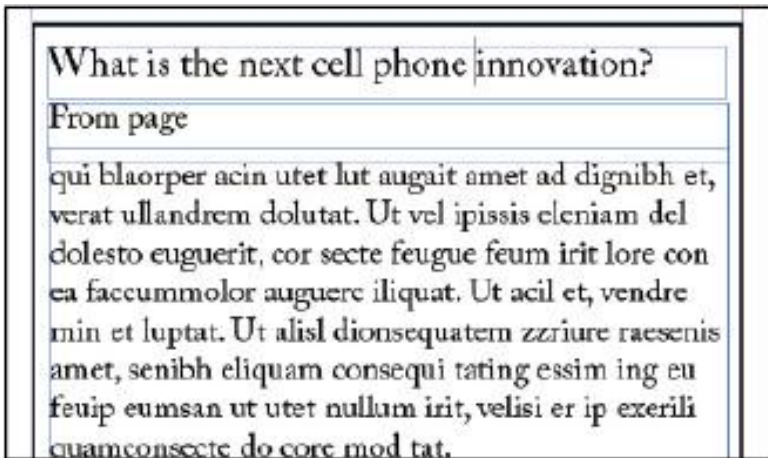 What is the next cell phone innovation?
From page
qui blaorper acin utet lut augait amet ad dignibh et,
verat ullandrem dolutat. Ut vel ipissis eleniam del
dolesto euguerit, cor secte feugue feum irit lore con
ea faccummolor auguerc iliquat. Ut acil et, vendre
min et luptat. Ut alisl dionsequatem zzriure raesenis
amet, senibh eliquam consequi tating essim ing eu
feuip eumsan ut utet nullum irit, velisi er ip exerili
quamconsecte do core mod tat.